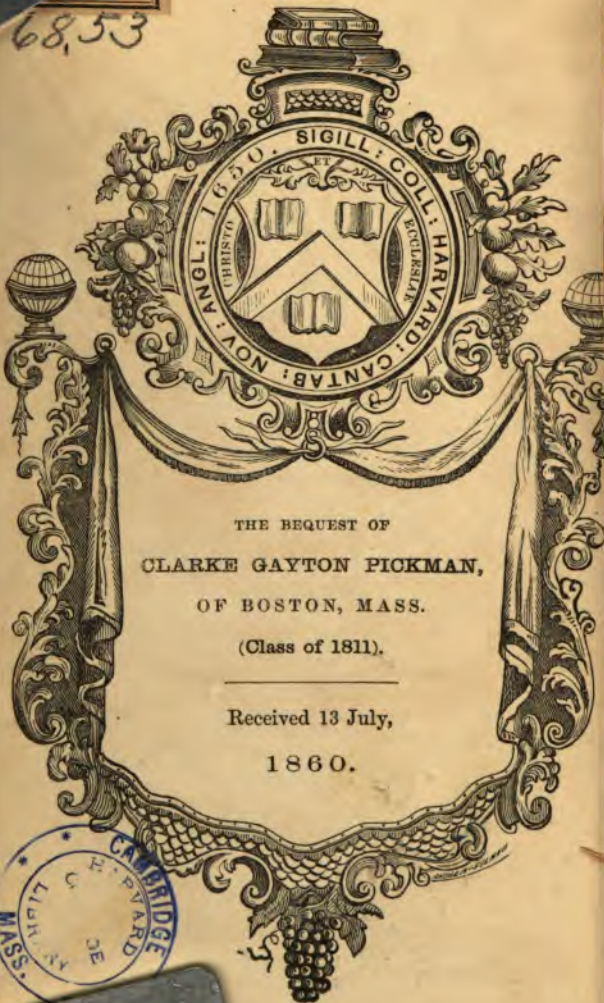 68,53
SIGILL: COLL: HARVARD: CANTAB: NOV: ANGL: 1650.
ET
CHRISTO
ECCLESIAE
THE BEQUEST OF
CLARKE GAYTON PICKMAN,
OF BOSTON, MASS.
(Class of 1811).
Received 13 July,
1860.
CAMBRIDGE
MASS.